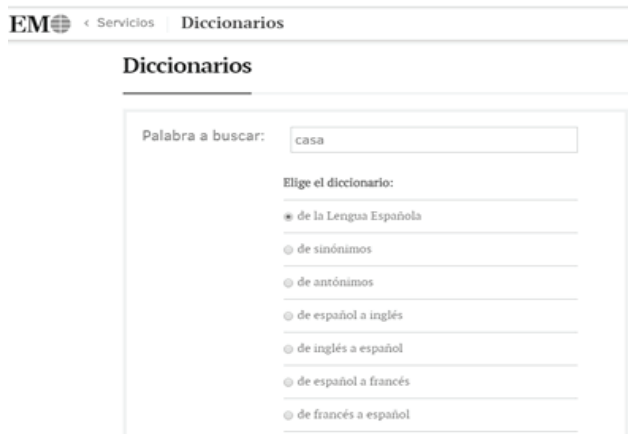 EM ‹ Servicios Diccionarios
Diccionarios
Palabra a buscar: casa
Elige el diccionario:
de la Lengua Española
de sinónimos
de antónimos
de español a inglés
de inglés a español
de español a francés
de francés a español